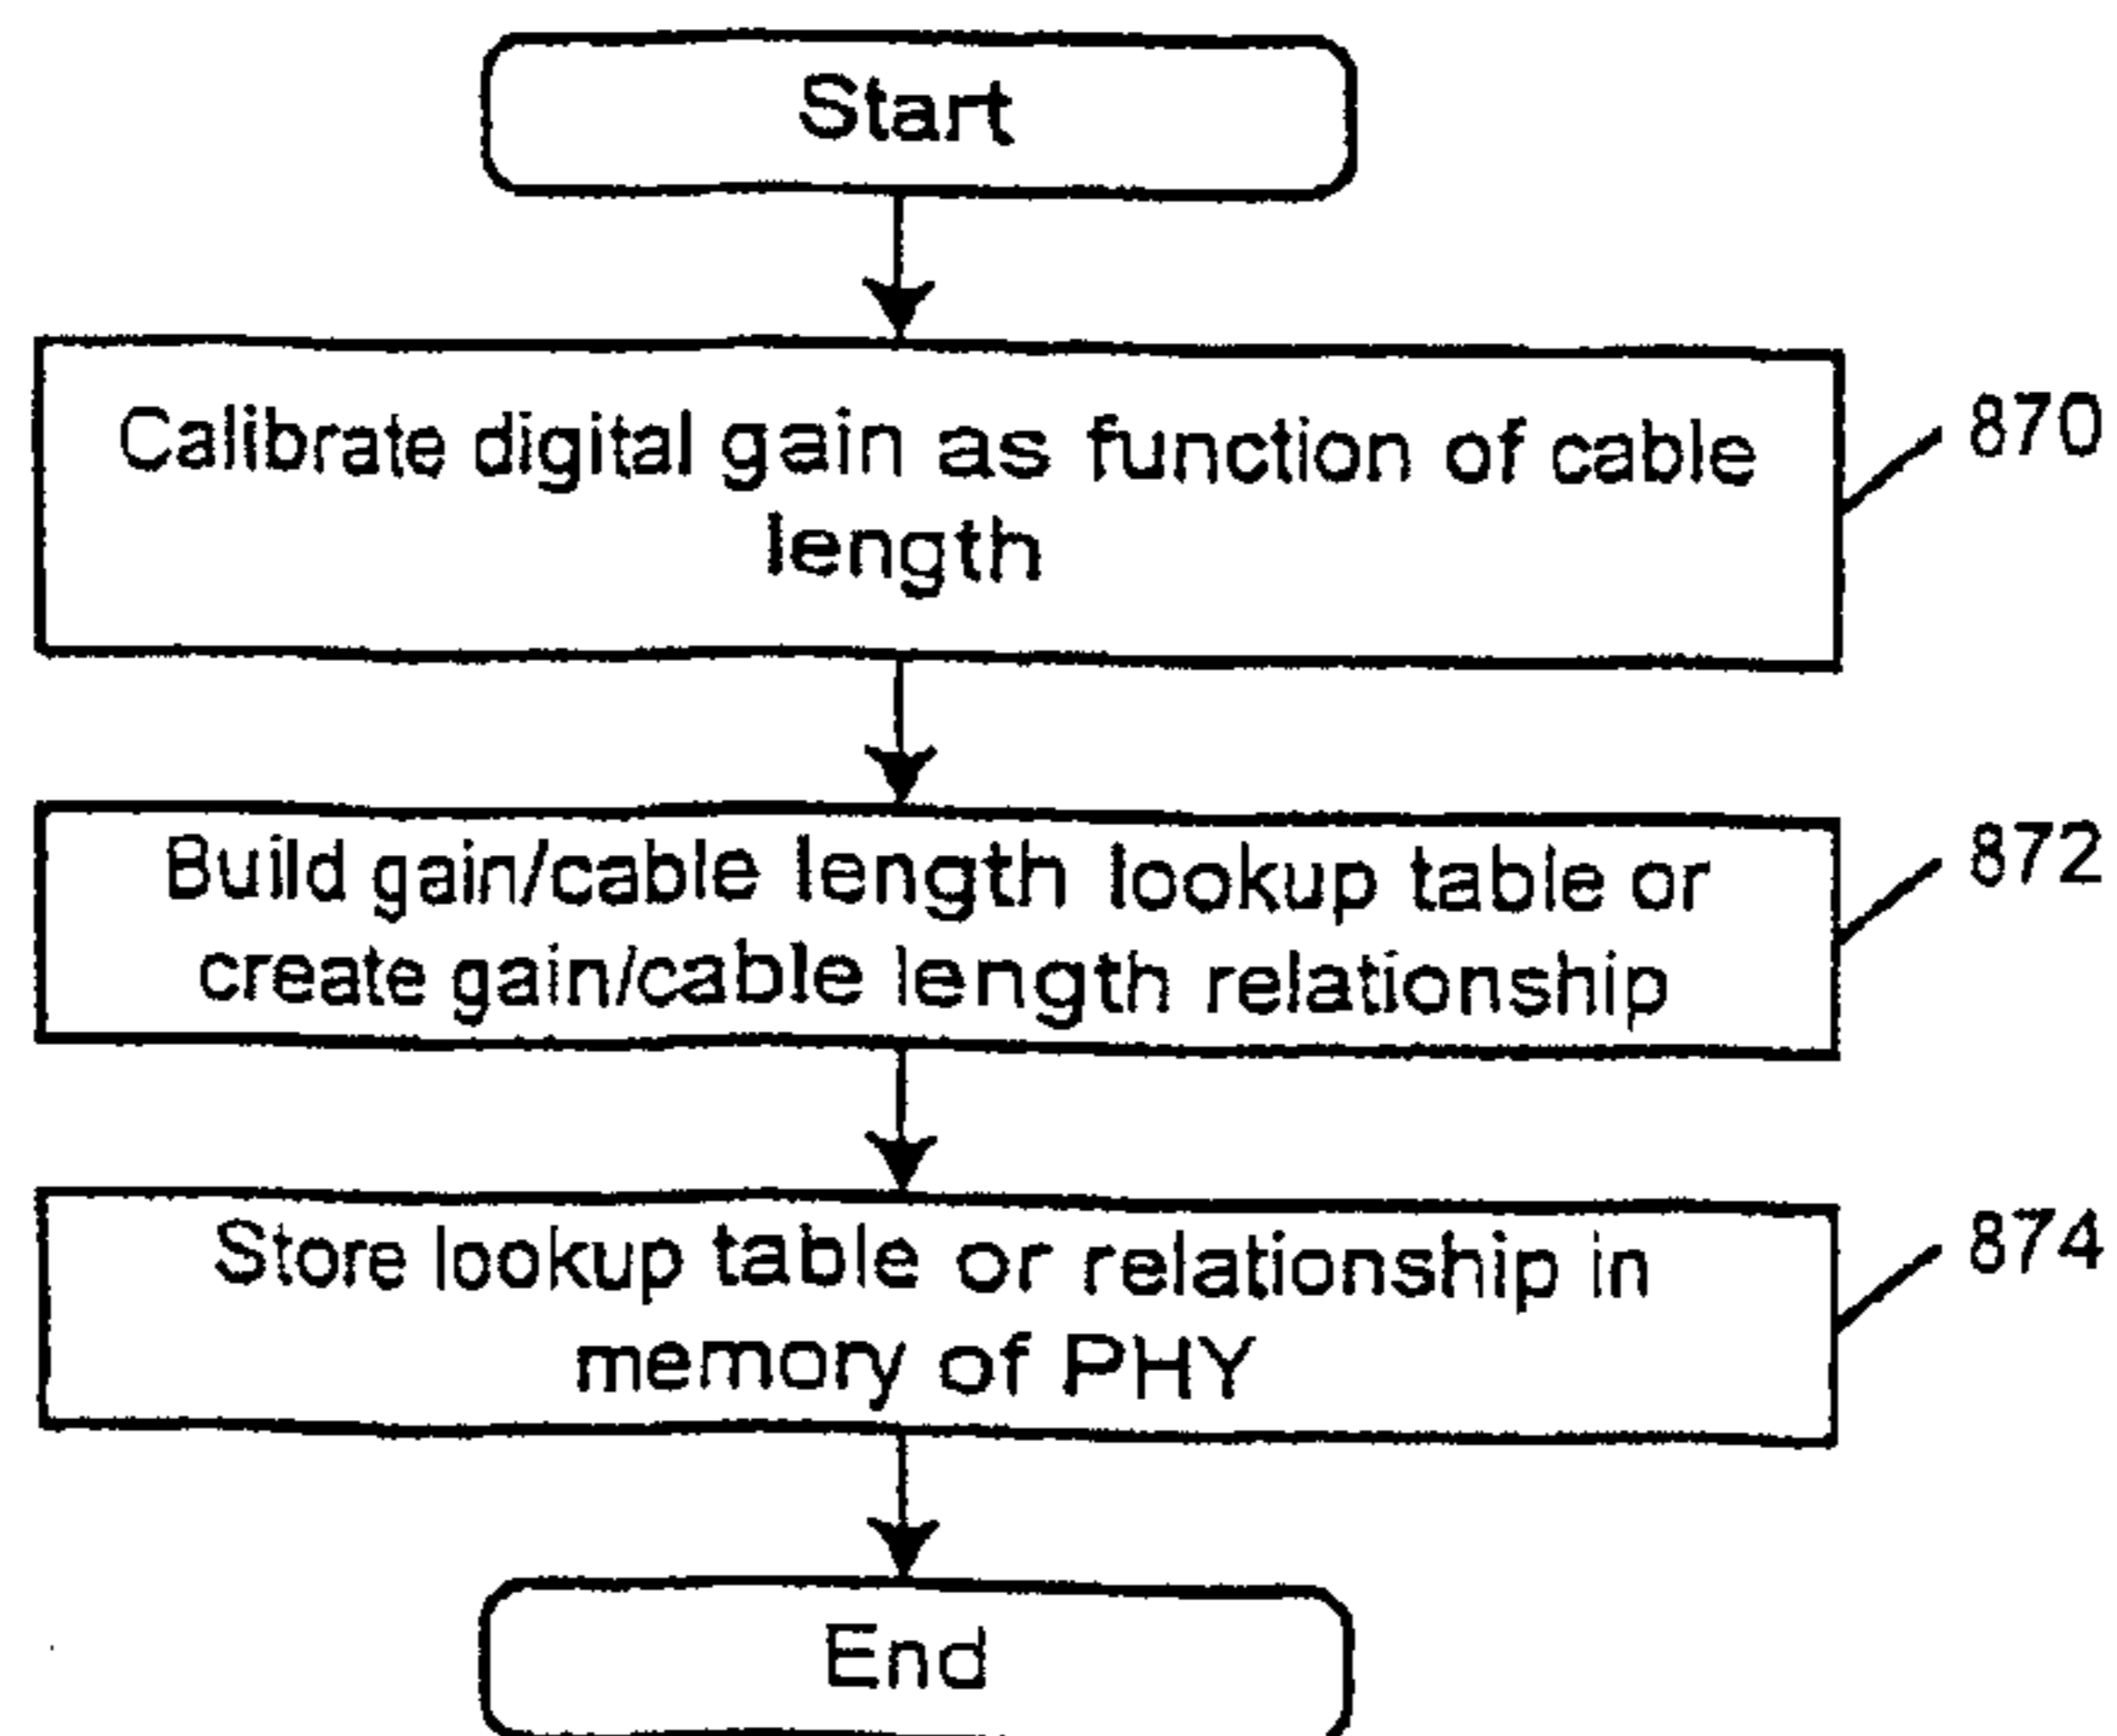 Start
Calibrate digital gain as function of cable
length
870
Build gain/cable length lookup table or
create gain/cable length relationship
872
Store lookup table or relationship in
memory of PHY
874
End